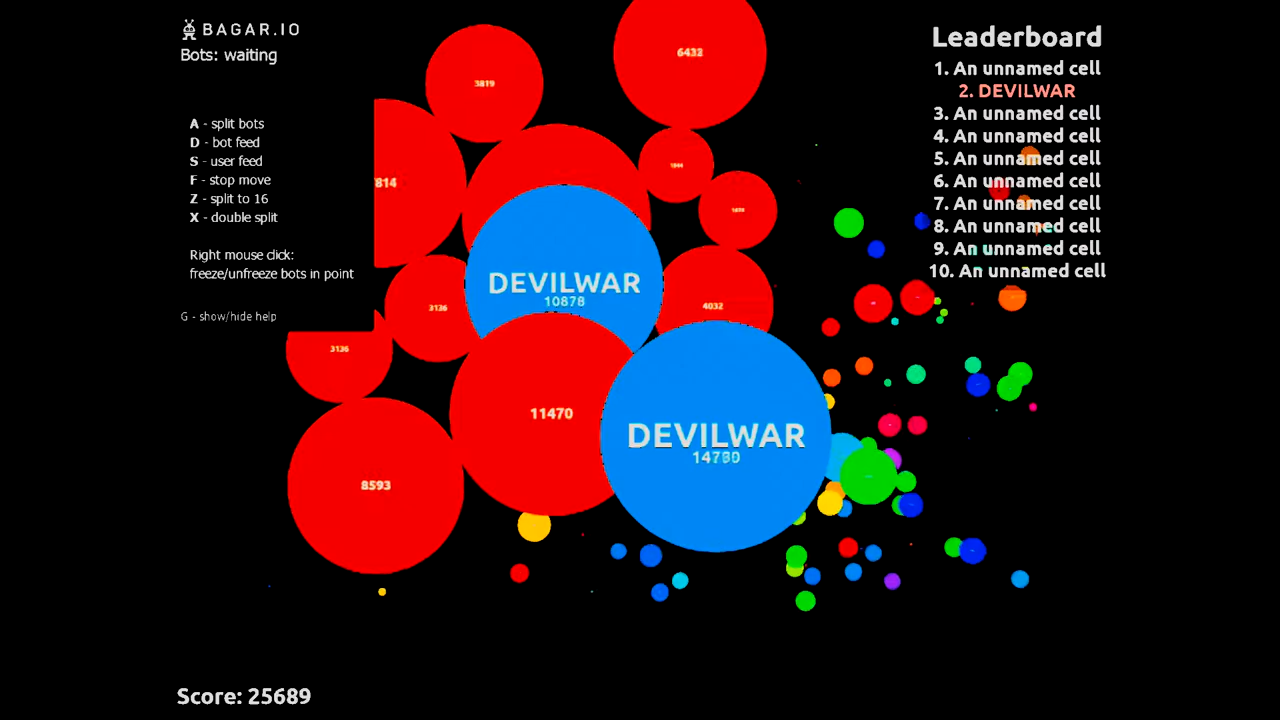 BAGAR.IO
Bots: waiting
A - split bots
D - bot feed
S - user feed
F - stop move
Z - split to 16
X - double split
Right mouse click:
freeze/unfreeze bots in point
G - show/hide help
Leaderboard
1. An unnamed cell
2. DEVILWAR
3. An unnamed cell
4. An unnamed cell
5. An unnamed cell
6. An unnamed cell
7. An unnamed cell
8. An unnamed cell
9. An unnamed cell
10. An unnamed cell
6432
3819
814
DEVILWAR
10878
3136
4032
3136
11470
DEVILWAR
8593
Score: 25689